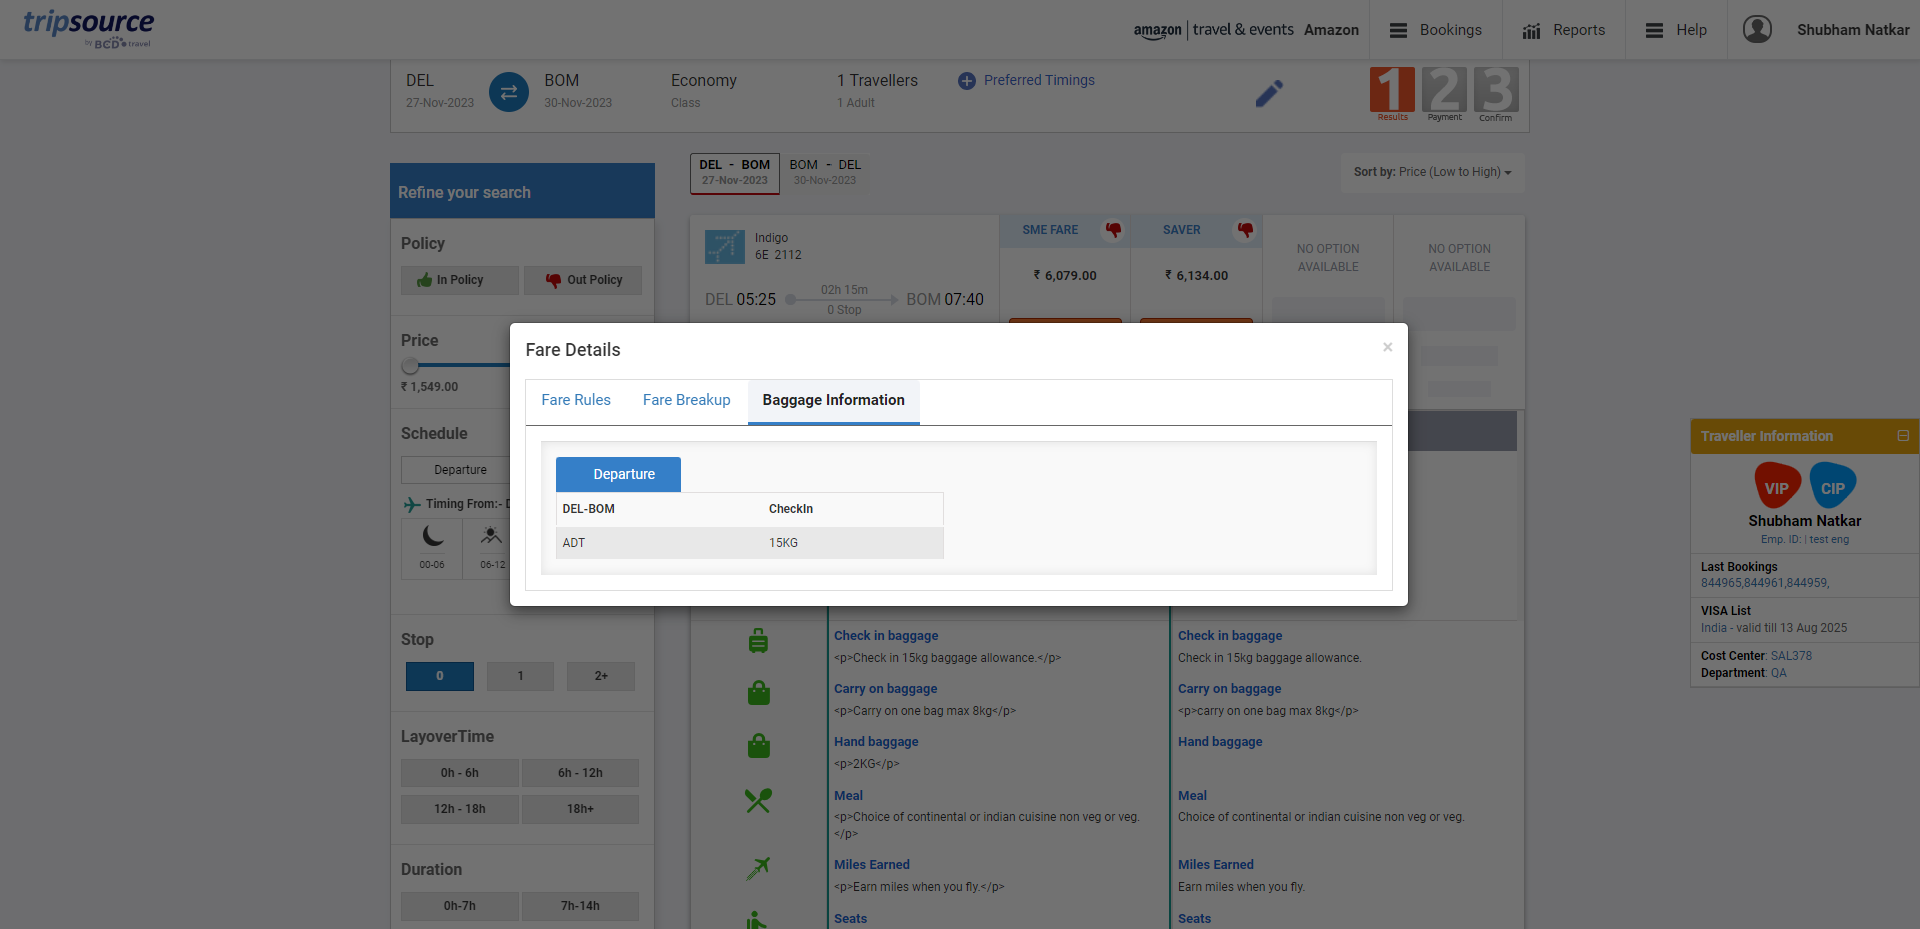 tripsource
by BCD travel
amazon | travel & events Amazon
Bookings
Reports
Help
Shubham Natkar
DEL
27-Nov-2023
BOM
30-Nov-2023
Economy
Class
1 Travellers
1 Adult
Preferred Timings
1 2 3
Results Payment Confirm
Refine your search
DEL - BOM
27-Nov-2023
BOM - DEL
30-Nov-2023
Sort by: Price (Low to High)
Policy
In Policy
Out Policy
Indigo
6E 2112
DEL 05:25
02h 15m
0 Stop
BOM 07:40
SME FARE
₹ 6,079.00
SAVER
₹ 6,134.00
NO OPTION
AVAILABLE
NO OPTION
AVAILABLE
Price
₹ 1,549.00
Schedule
Departure
Timing From:- D
00-06
06-12
Fare Details
×
Fare Rules
Fare Breakup
Baggage Information
Departure
DEL-BOM CheckIn
ADT 15KG
Traveller Information
VIP
CIP
Shubham Natkar
Emp. ID: | test eng
Last Bookings
844965,844961,844959,
VISA List
India - valid till 13 Aug 2025
Cost Center: SAL378
Department: QA
Stop
0 1 2+
LayoverTime
0h - 6h
6h - 12h
12h - 18h
18h+
Duration
0h-7h
7h-14h
Check in baggage
<p>Check in 15kg baggage allowance.</p>
Carry on baggage
<p>Carry on one bag max 8kg</p>
Hand baggage
<p>2KG</p>
Meal
<p>Choice of continental or indian cuisine non veg or veg.
</p>
Miles Earned
<p>Earn miles when you fly.</p>
Seats
Check in baggage
Check in 15kg baggage allowance.
Carry on baggage
<p>carry on one bag max 8kg</p>
Hand baggage
Meal
Choice of continental or indian cuisine non veg or veg.
Miles Earned
Earn miles when you fly.
Seats